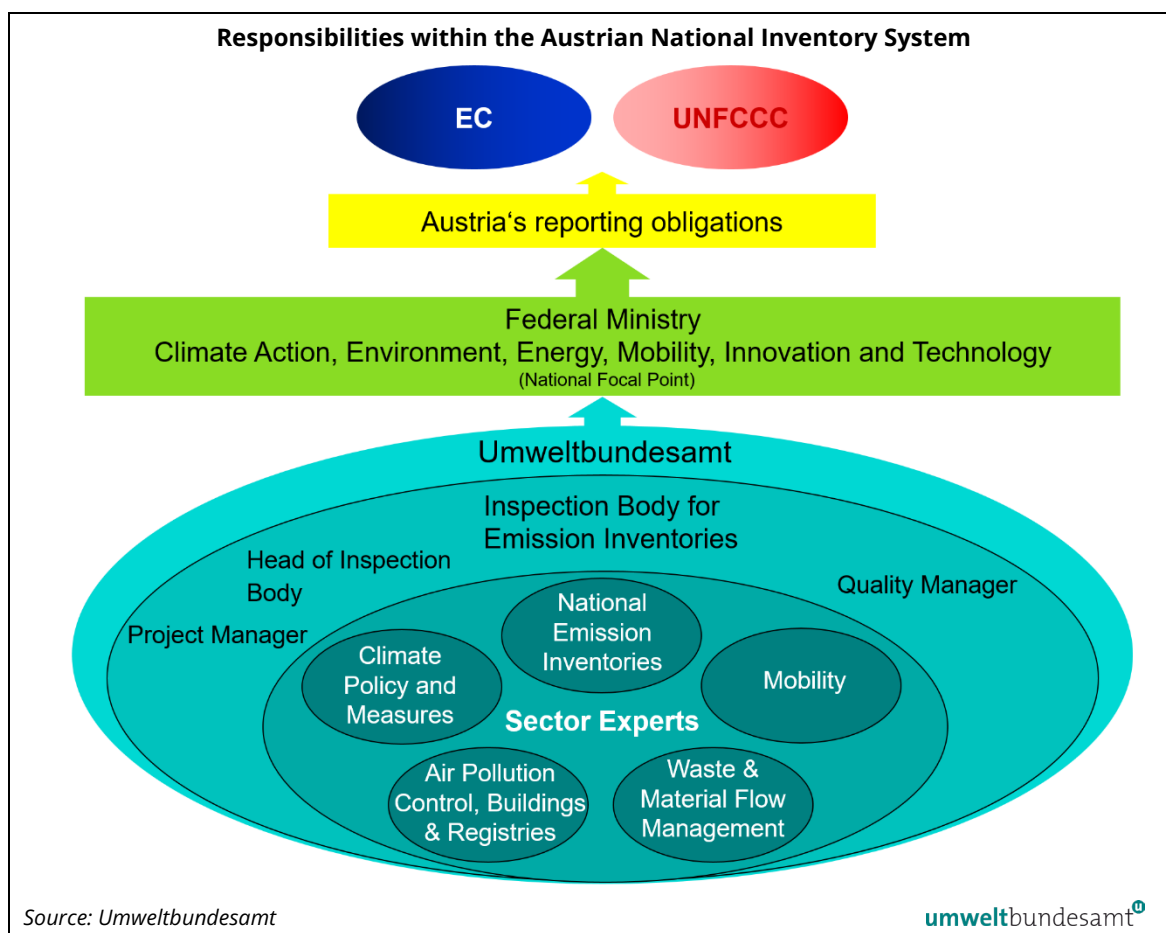 Responsibilities within the Austrian National Inventory System
EC
UNFCCC
Austria‘s reporting obligations
Federal Ministry
Climate Action, Environment, Energy, Mobility, Innovation and Technology
(National Focal Point)
Umweltbundesamt
Inspection Body for
Emission Inventories
Head of Inspection
Body
Project Manager
Quality Manager
National
Emission
Inventories
Climate
Policy and
Measures
Mobility
Sector Experts
Air Pollution
Control, Buildings
& Registries
Waste &
Material Flow
Management
Source: Umweltbundesamt
umweltbundesamt
u